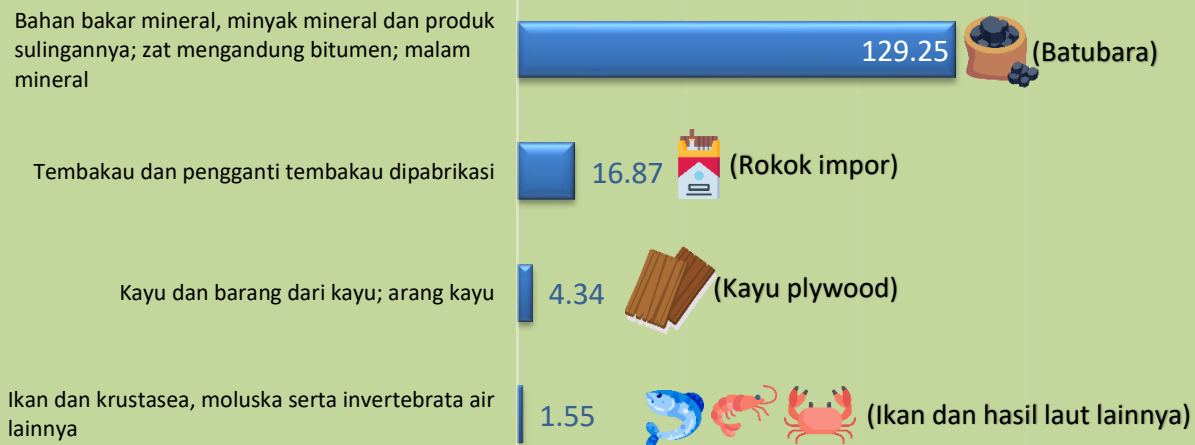 Bahan bakar mineral, minyak mineral dan produk
sulingannya; zat mengandung bitumen; malam
mineral
129.25
(Batubara)
Tembakau dan pengganti tembakau dipabrikasi
16.87
(Rokok impor)
Kayu dan barang dari kayu; arang kayu
4.34
(Kayu plywood)
Ikan dan krustasea, moluska serta invertebrata air
lainnya
1.55
(Ikan dan hasil laut lainnya)